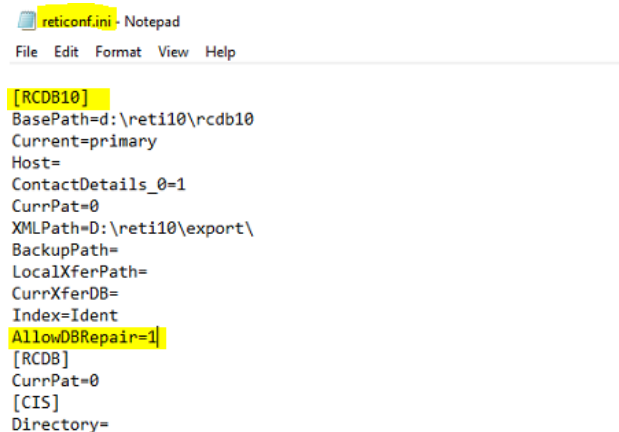 reticonf.ini - Notepad
File Edit Format View Help
[RCDB10]
BasePath=d:\reti10\rcdb10
Current=primary
Host=
ContactDetails_0=1
CurrPat=0
XMLPath=D:\reti10\export\
BackupPath=
LocalXferPath=
CurrXferDB=
Index=Ident
AllowDBRepair=1
[RCDB]
CurrPat=0
[CIS]
Directory=